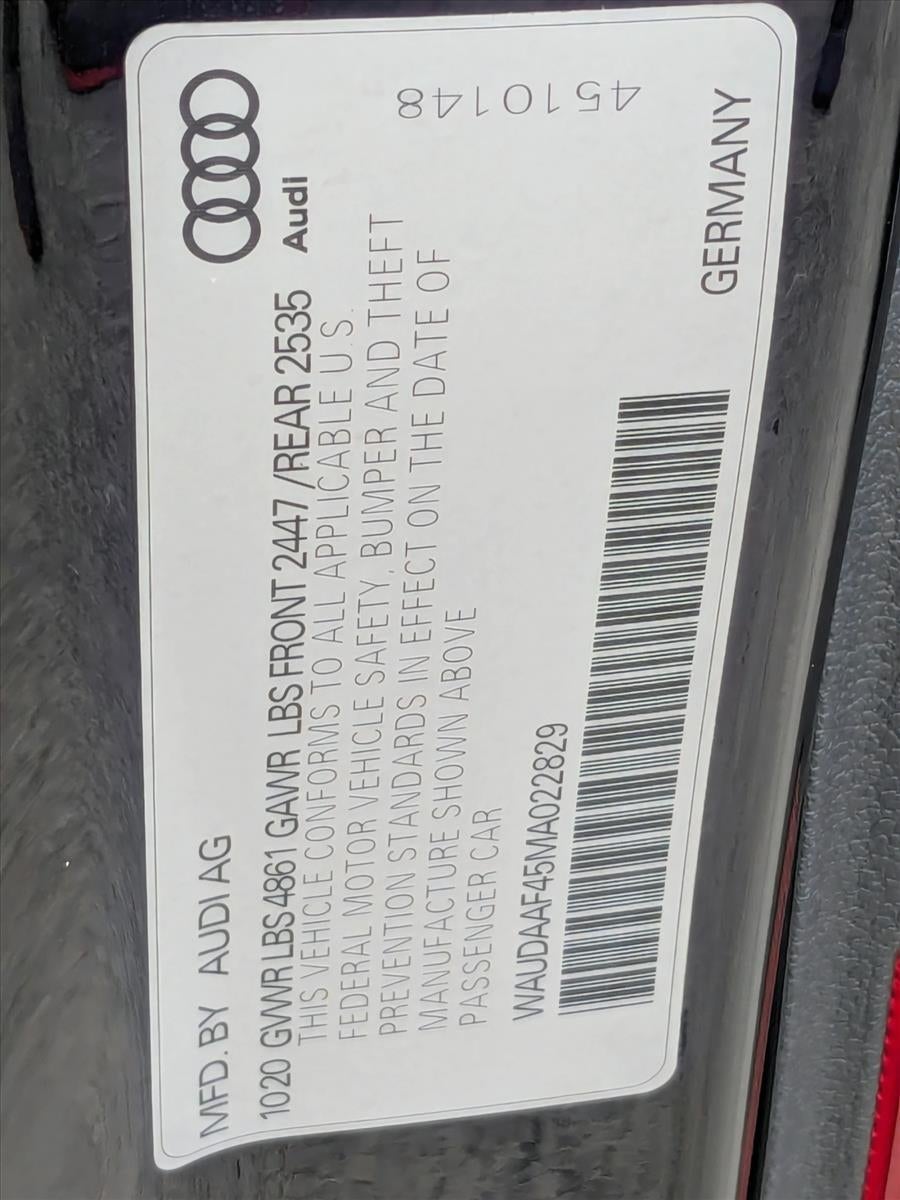 MFD. BY AUDI AG
1020 GVWR LBS 4861 GAWR LBS FRONT 2447 /REAR 2535
Audi
THIS VEHICLE CONFORMS TO ALL APPLICABLE U.S.
FEDERAL MOTOR VEHICLE SAFETY, BUMPER AND THEFT
PREVENTION STANDARDS IN EFFECT ON THE DATE OF
MANUFACTURE SHOWN ABOVE
PASSENGER CAR
WAUDAAF45MA022829
GERMANY
4510148